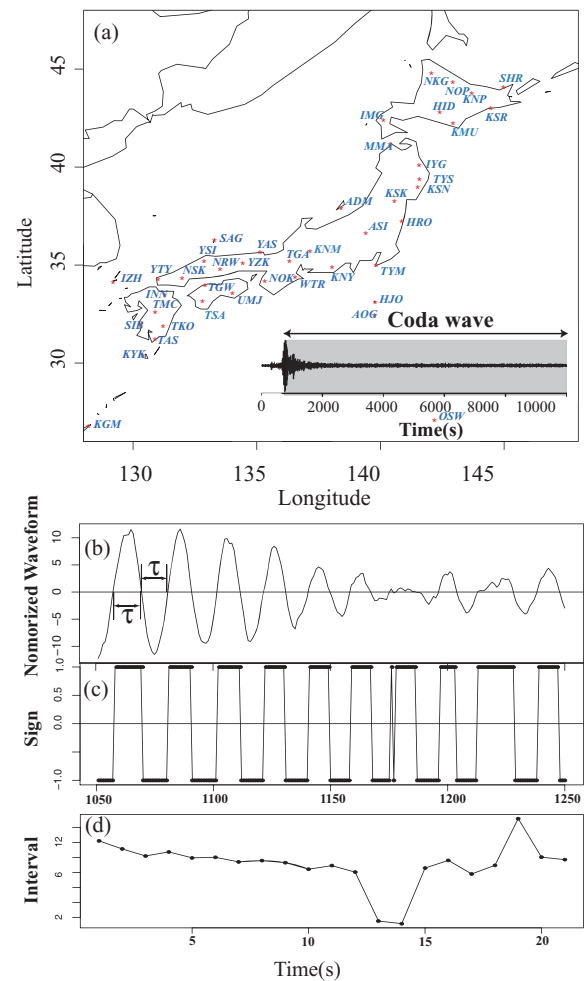 (a)
45
40
35
30
Latitude
NKG
SHR
NOP
KNP
HID
KSR
IMG
KMU
MMA
IYG
TYS
KSK
KSN
ADM
HRO
ASI
SAG
YSI
YAS
KNM
TGA
NRW
YZK
YTY
NSK
NOK
WTR
KNY
TYM
IZH
INN
TGW
UMJ
TMC
TSA
HJO
SIB
TKO
AOG
TAS
KYK
Coda wave
0
2000
4000
6000
8000
10000
Time(s)
OSW
KGM
130
135
140
145
Longitude
(b)
τ
τ
10
5
0
−5
−10
Nomorized Waveform
(c)
1.0
0.5
0.0
−1.0
Sign
1050
1100
1150
1200
1250
(d)
12
6
2
Interval
5
10
15
20
Time(s)